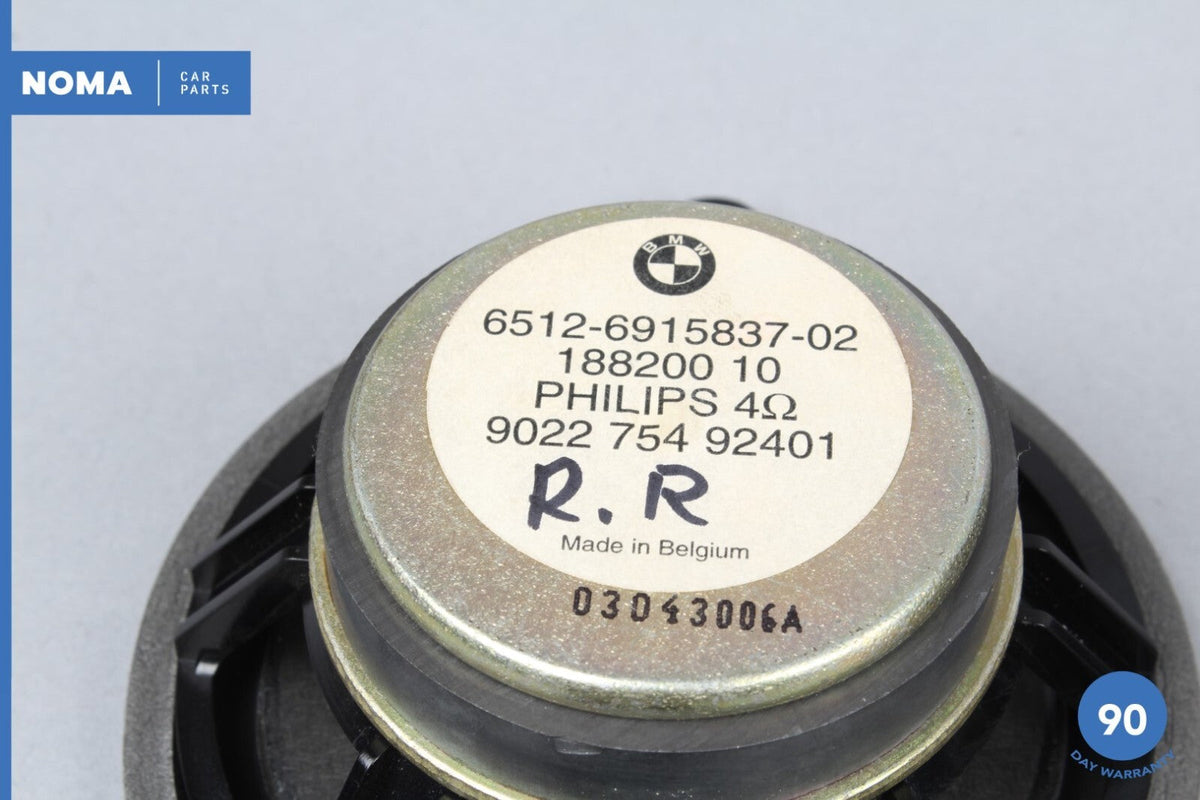 NOMA
CAR
PARTS
BMW
6512-6915837-02
188200 10
PHILIPS 4Ω
9022 754 92401
R.R
Made in Belgium
03043006A
90
DAY WARRANTY